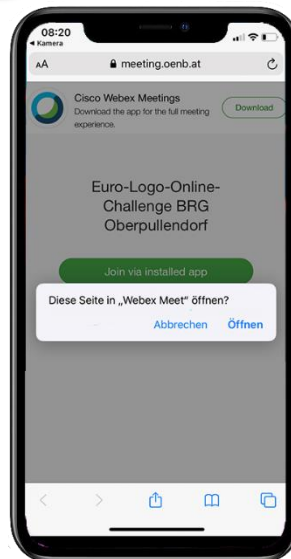 08:20
◀ Kamera
AA
meeting.oenb.at
Cisco Webex Meetings
Download the app for the full meeting
experience.
Download
Euro-Logo-Online-
Challenge BRG
Oberpullendorf
Join via installed app
Diese Seite in „Webex Meet" öffnen?
Abbrechen
Öffnen